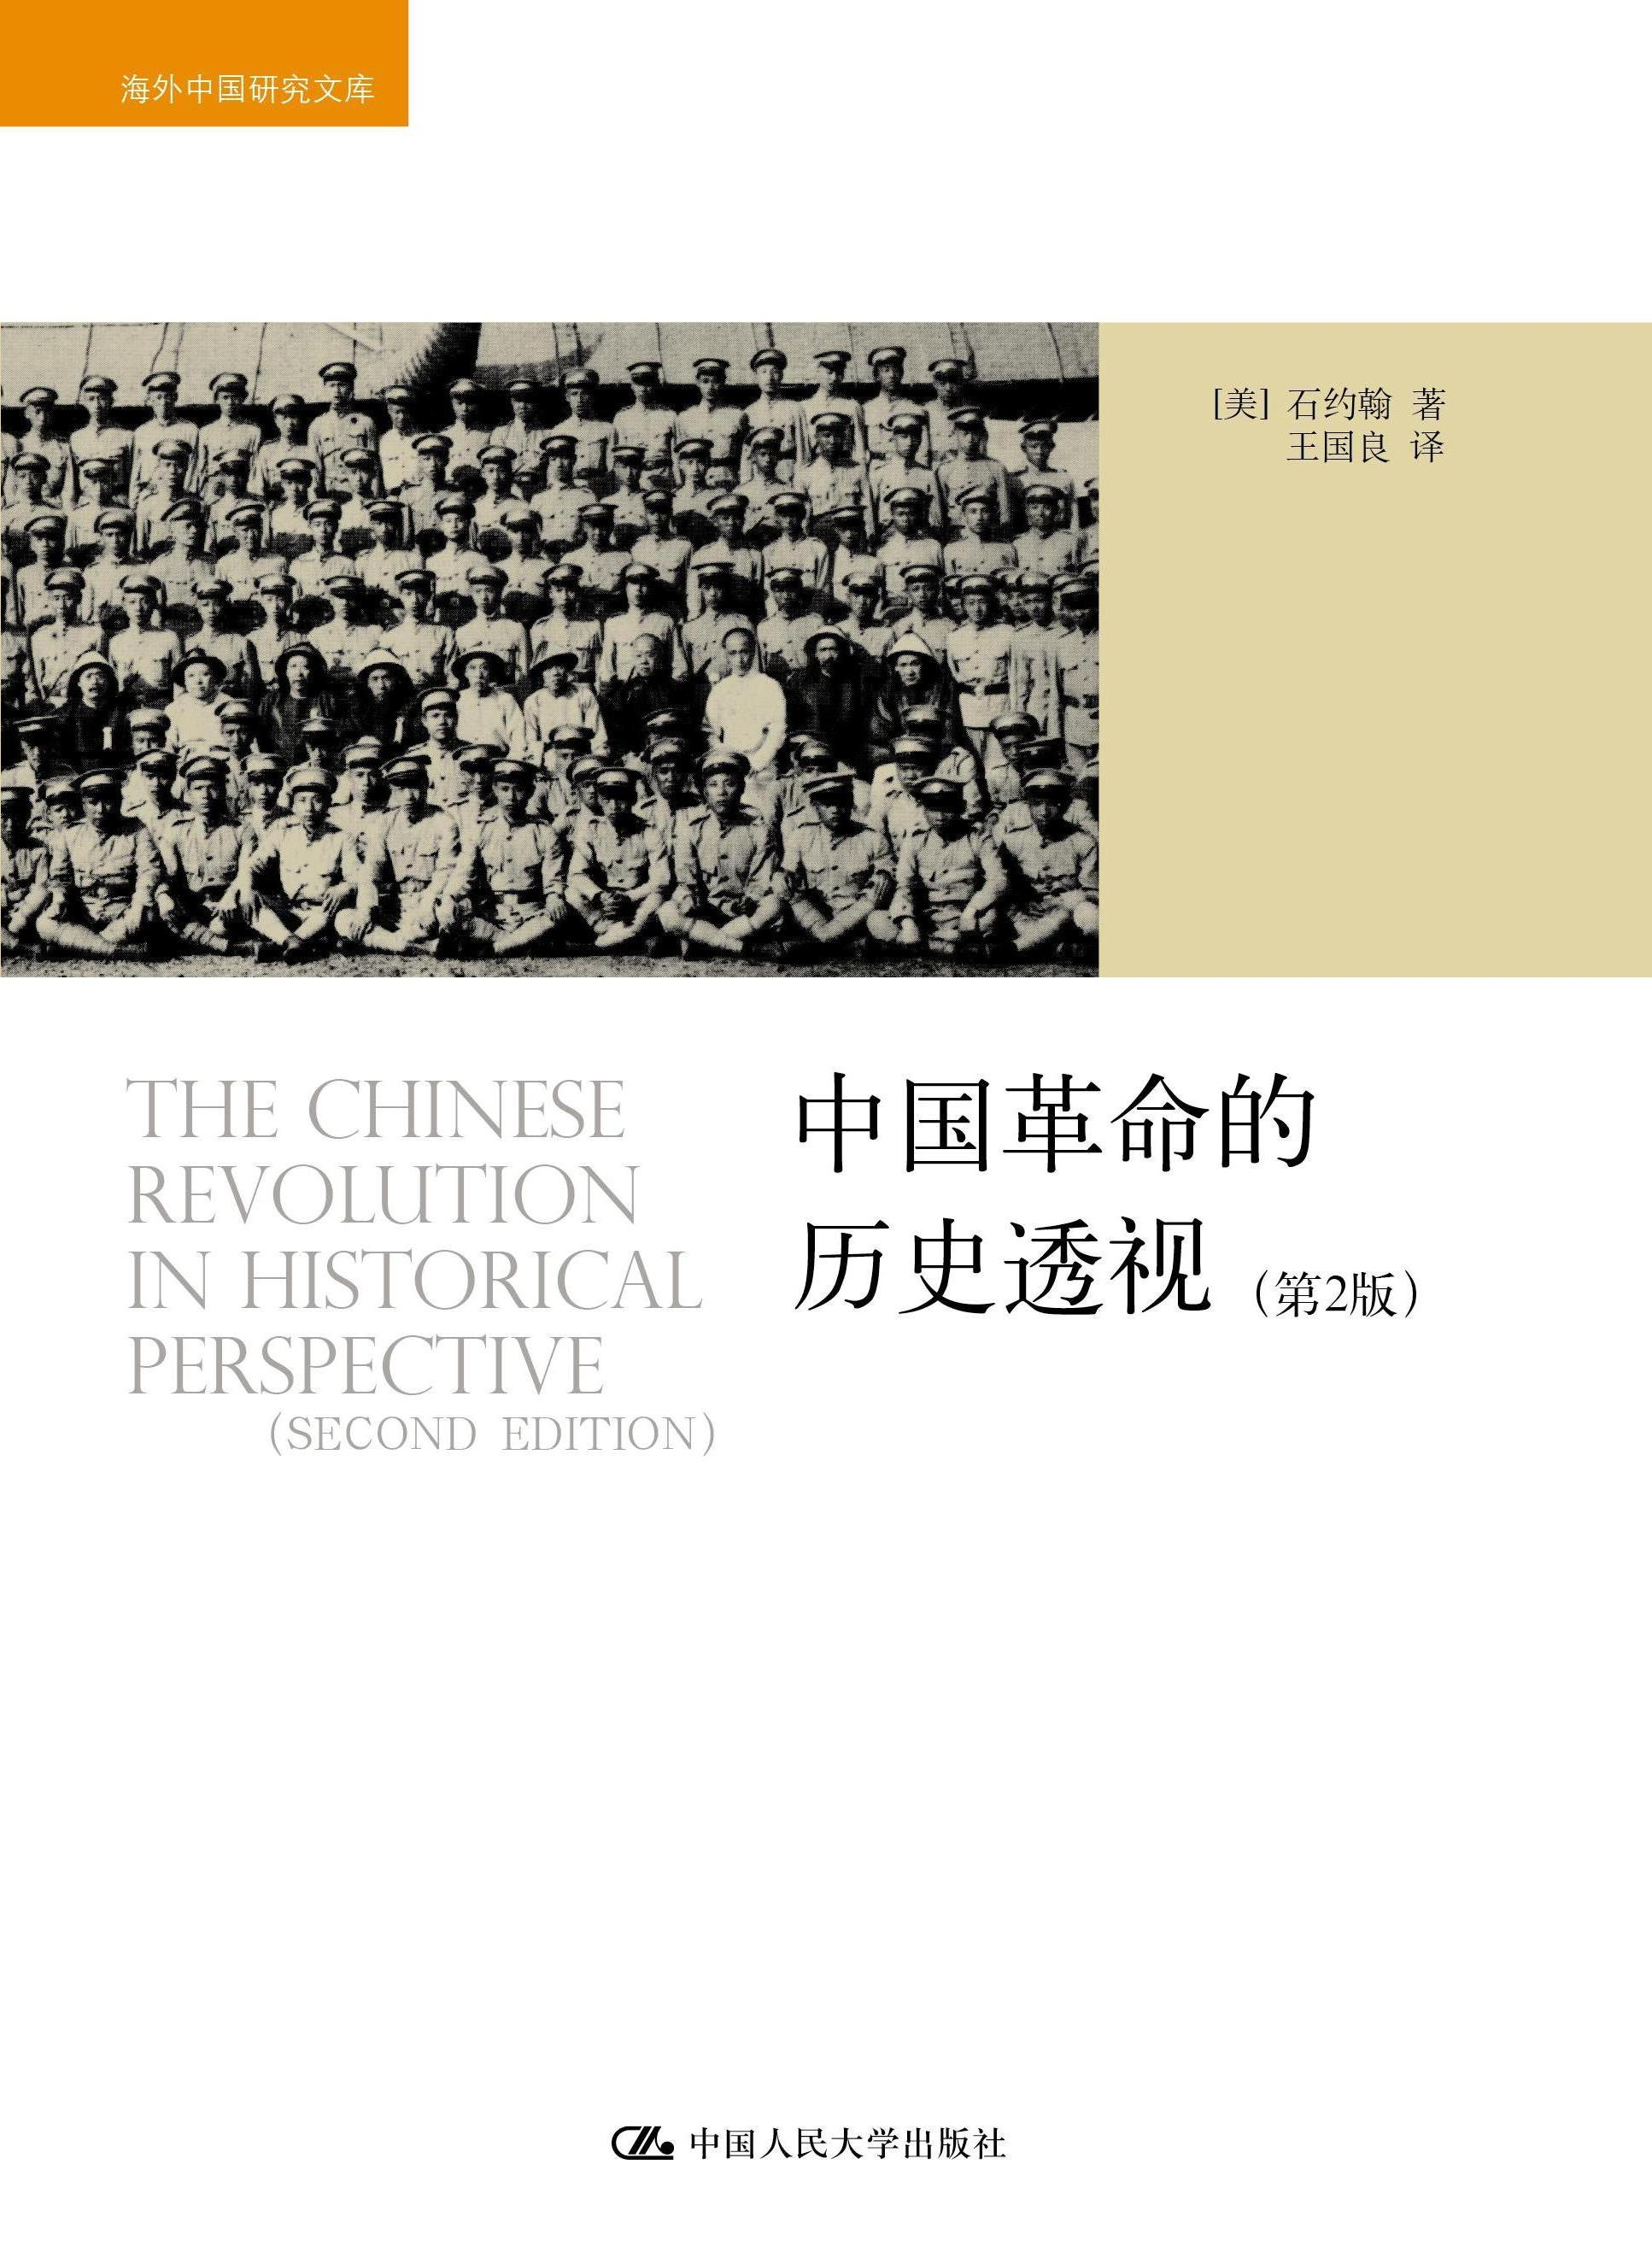 海外中国研究文库
[美] 石约翰 著
王国良 译
THE CHINESE
REVOLUTION
IN HISTORICAL
PERSPECTIVE
(SECOND EDITION)
中国革命的
历史透视(第2版)
中国人民大学出版社